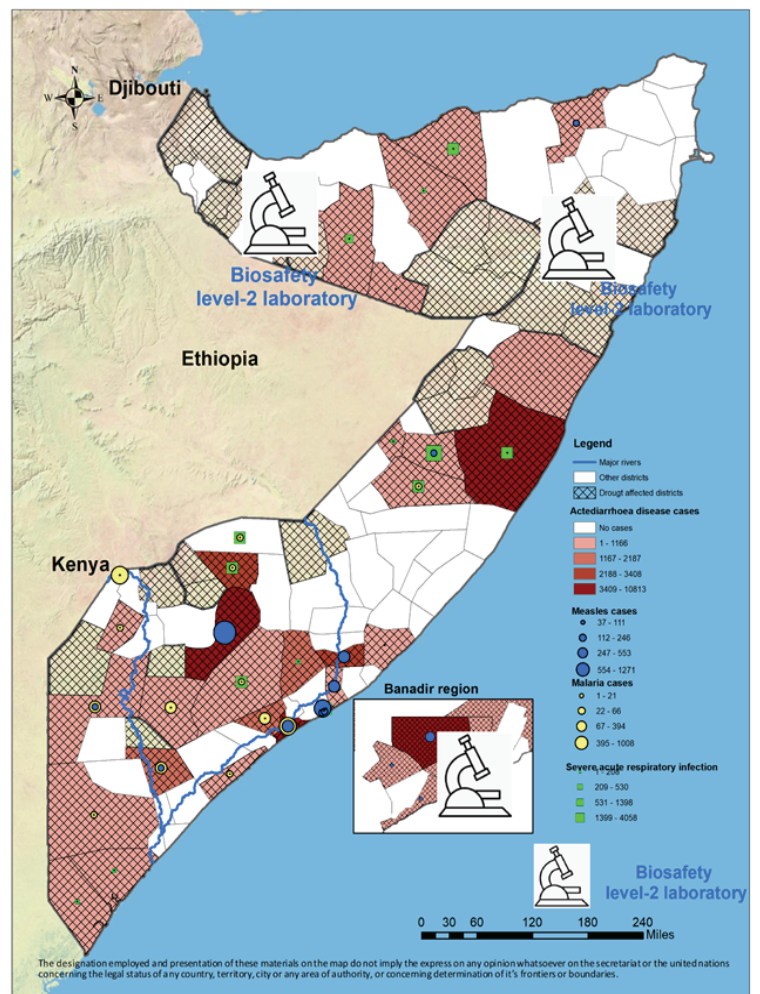 N
W
E
S
Djibouti
Biosafety
level-2 laboratory
Biosafety
level-2 laboratory
Ethiopia
Kenya
Legend
Major rivers
Other districts
Drougt affected districts
Actediarrhoea disease cases
No cases
1 - 1166
1167 - 2187
2188 - 3408
3409 - 10813
Measles cases
37 - 111
112 - 246
247 - 553
554 - 1271
Malaria cases
1 - 21
22 - 66
67 - 394
395 - 1008
Severe acute respiratory infection
1 - 208
209 - 530
531 - 1398
1399 - 4058
Banadir region
Biosafety
level-2 laboratory
0 30 60 120 180 240
Miles
The designation employed and presentation of these materials on the map do not imply the express on any opinion whatsoever on the secretariat or the united nations
concerning the legal status of any country, territory, city or any area of authority, or concerning determination of it's frontiers or boundaries.